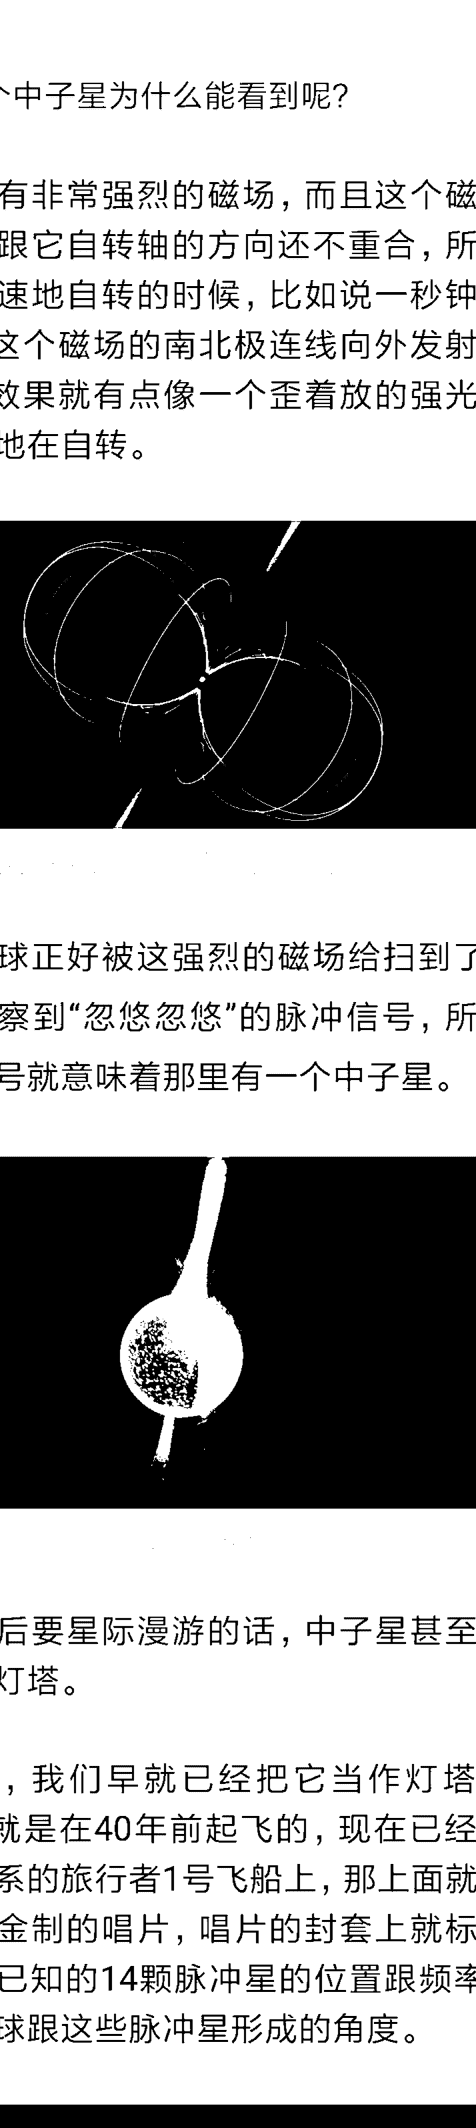 个中子星为什么能看到呢？
有非常强烈的磁场，而且这个磁
跟它自转轴的方向还不重合，所
速地自转的时候，比如说一秒钟
这个磁场的南北极连线向外发射
效果就有点像一个歪着放的强光
地在自转。
球正好被这强烈的磁场给扫到了
察到“忽悠忽悠”的脉冲信号，所
号就意味着那里有一个中子星。
后要星际漫游的话，中子星甚至
灯塔。
，我们早就已经把它当作灯塔
就是在40年前起飞的，现在已经
系的旅行者1号飞船上，那上面就
金制的唱片，唱片的封套上就标
已知的14颗脉冲星的位置跟频率
球跟这些脉冲星形成的角度。